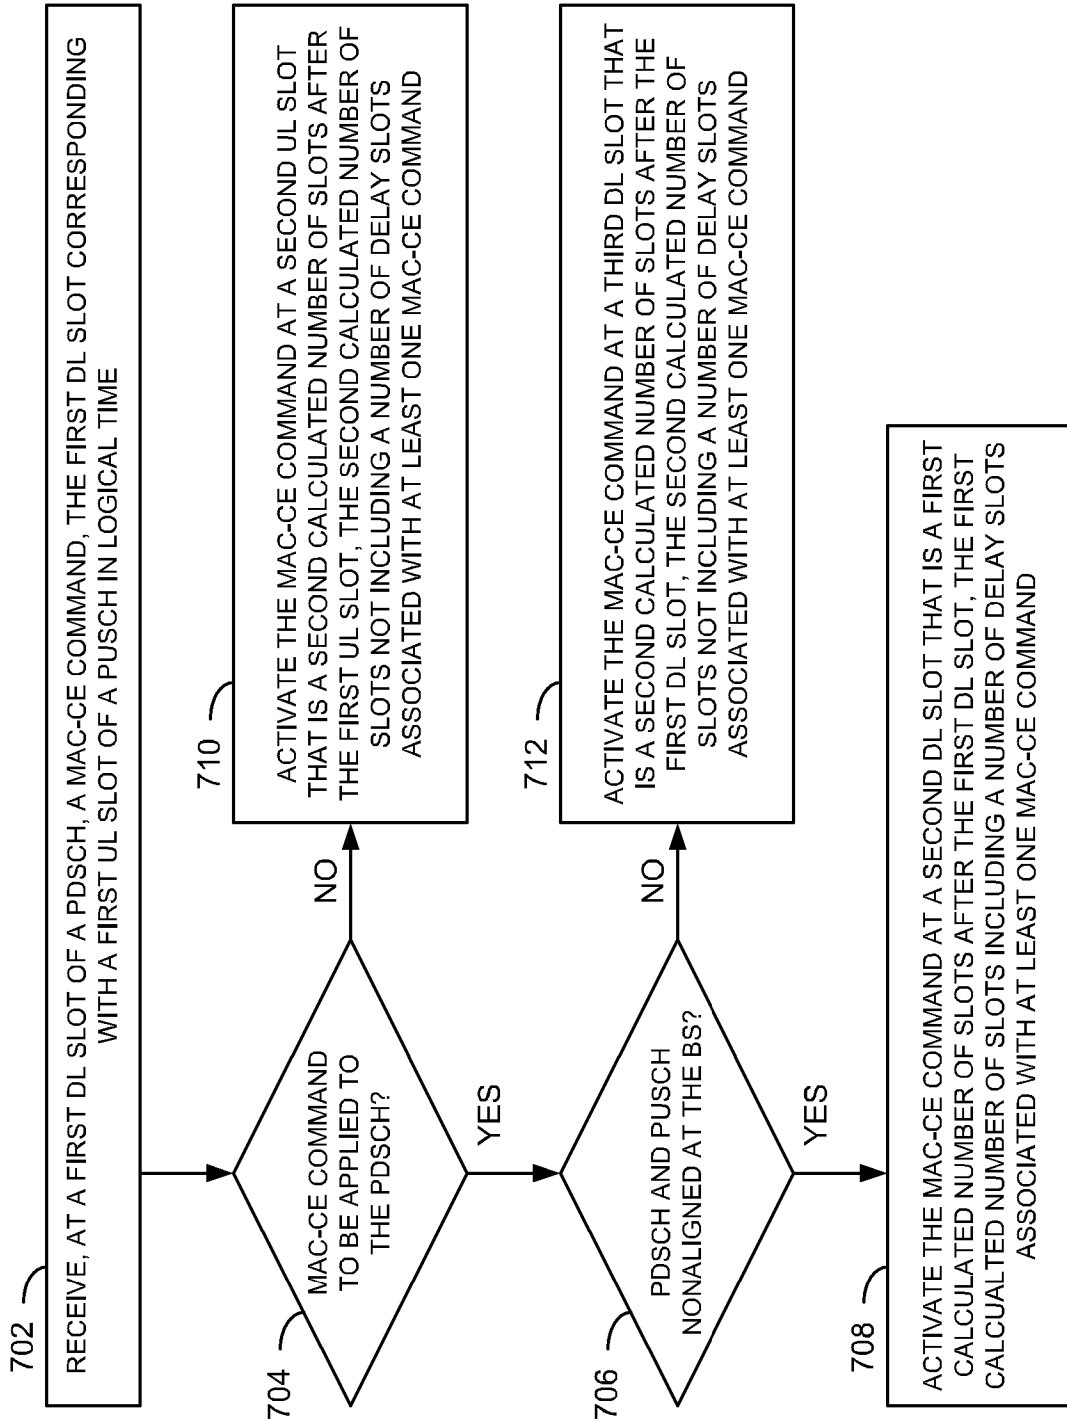 702
RECEIVE, AT A FIRST DL SLOT OF A PDSCH, A MAC-CE COMMAND, THE FIRST DL SLOT CORRESPONDING
WITH A FIRST UL SLOT OF A PUSCH IN LOGICAL TIME
704
MAC-CE COMMAND
TO BE APPLIED TO
THE PDSCH?
NO
YES
710
ACTIVATE THE MAC-CE COMMAND AT A SECOND UL SLOT
THAT IS A SECOND CALCULATED NUMBER OF SLOTS AFTER
THE FIRST UL SLOT, THE SECOND CALCULATED NUMBER OF
SLOTS NOT INCLUDING A NUMBER OF DELAY SLOTS
ASSOCIATED WITH AT LEAST ONE MAC-CE COMMAND
706
PDSCH AND PUSCH
NONALIGNED AT THE BS?
NO
YES
712
ACTIVATE THE MAC-CE COMMAND AT A THIRD DL SLOT THAT
IS A SECOND CALCULATED NUMBER OF SLOTS AFTER THE
FIRST DL SLOT, THE SECOND CALCULATED NUMBER OF
SLOTS NOT INCLUDING A NUMBER OF DELAY SLOTS
ASSOCIATED WITH AT LEAST ONE MAC-CE COMMAND
708
ACTIVATE THE MAC-CE COMMAND AT A SECOND DL SLOT THAT IS A FIRST
CALCULATED NUMBER OF SLOTS AFTER THE FIRST DL SLOT, THE FIRST
CALCUALTED NUMBER OF SLOTS INCLUDING A NUMBER OF DELAY SLOTS
ASSOCIATED WITH AT LEAST ONE MAC-CE COMMAND